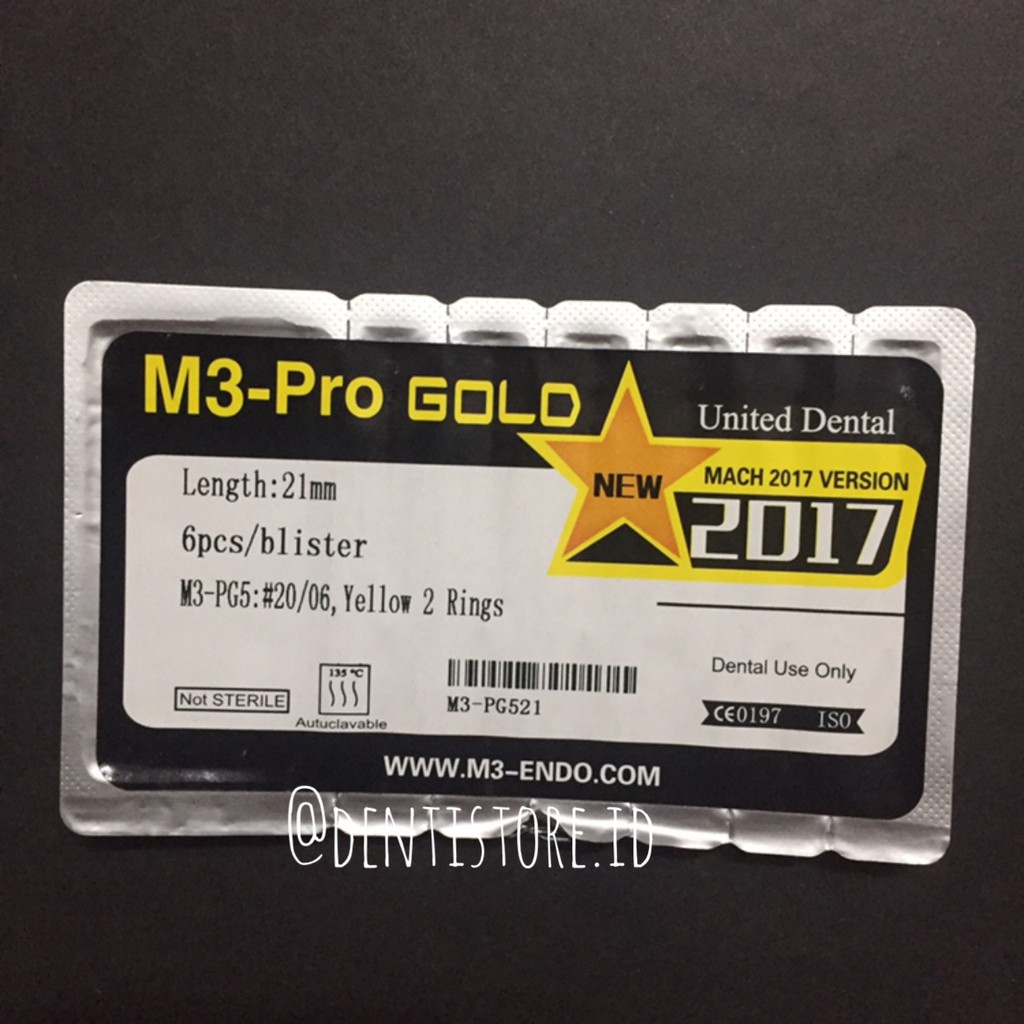 M3-Pro GOLD
United Dental
NEW
MACH 2017 VERSION
2017
Length:21mm
6pcs/blister
M3-PG5:#20/06,Yellow 2 Rings
Not STERILE
135 °C
Autuclavable
M3-PG521
Dental Use Only
CE0197 ISO
WWW.M3-ENDO.COM
@DENTISTORE.ID